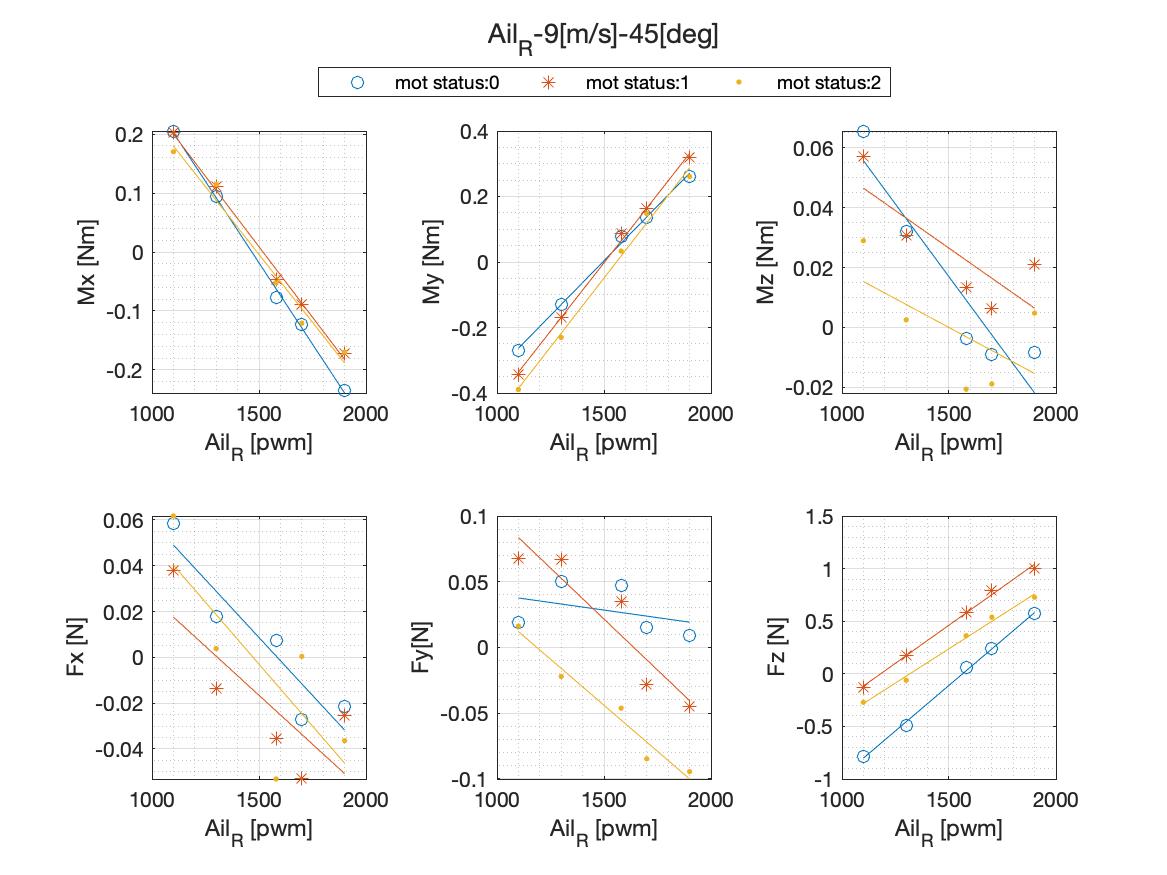 Ail_R-9[m/s]-45[deg]
mot status:0 mot status:1 mot status:2
0.2
0.1
0
-0.1
-0.2
Mx [Nm]
1000 1500 2000
Ail_R [pwm]
0.4
0.2
0
-0.2
-0.4
My [Nm]
1000 1500 2000
Ail_R [pwm]
0.06
0.04
0.02
0
-0.02
Mz [Nm]
1000 1500 2000
Ail_R [pwm]
0.06
0.04
0.02
0
-0.02
-0.04
Fx [N]
1000 1500 2000
Ail_R [pwm]
0.1
0.05
0
-0.05
-0.1
Fy[N]
1000 1500 2000
Ail_R [pwm]
1.5
1
0.5
0
-0.5
-1
Fz [N]
1000 1500 2000
Ail_R [pwm]